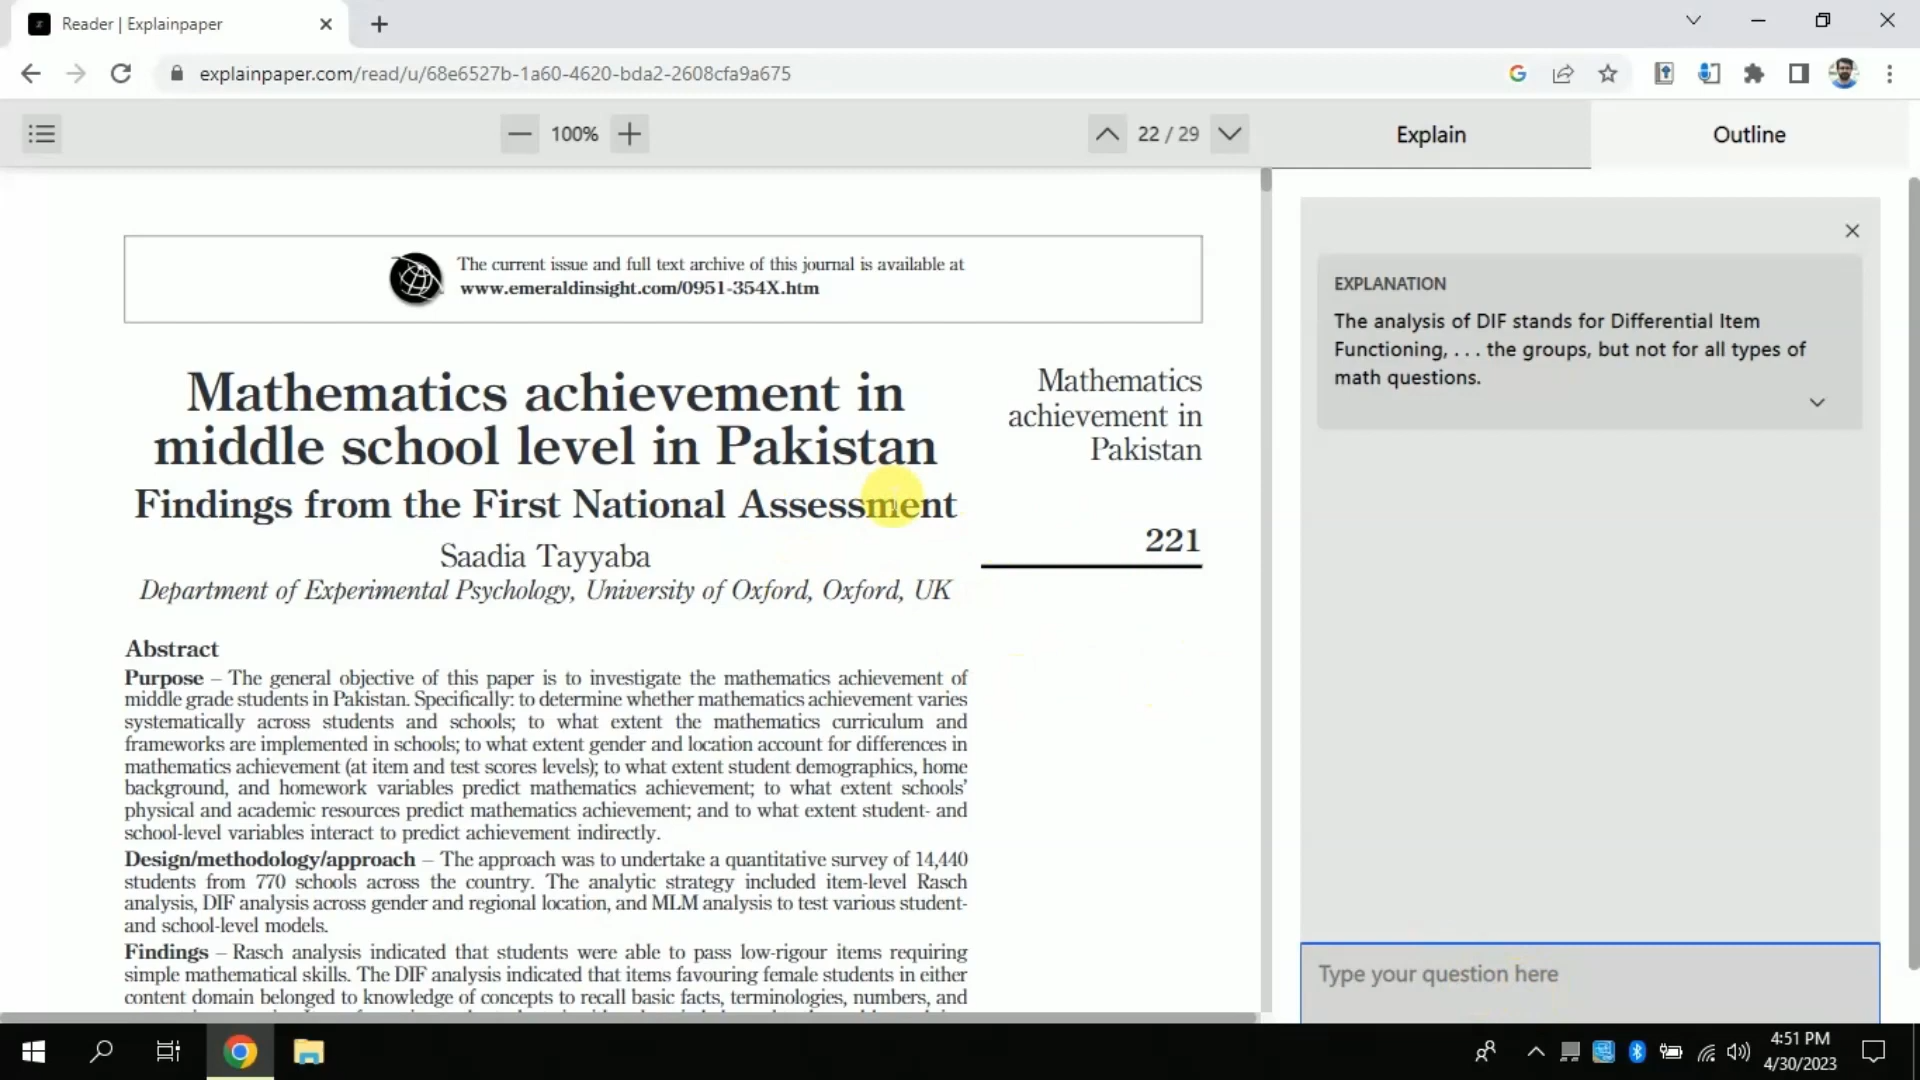 Reader | Explainpaper
explainpaper.com/read/u/68e6527b-1a60-4620-bda2-2608cfa9a675
100%
22 / 29
Explain
Outline
The current issue and full text archive of this journal is available at
www.emeraldinsight.com/0951-354X.htm
Mathematics achievement in
middle school level in Pakistan
Findings from the First National Assessment
Saadia Tayyaba
Department of Experimental Psychology, University of Oxford, Oxford, UK
Mathematics
achievement in
Pakistan
221
Abstract
Purpose – The general objective of this paper is to investigate the mathematics achievement of
middle grade students in Pakistan. Specifically: to determine whether mathematics achievement varies
systematically across students and schools; to what extent the mathematics curriculum and
frameworks are implemented in schools; to what extent gender and location account for differences in
mathematics achievement (at item and test scores levels); to what extent student demographics, home
background, and homework variables predict mathematics achievement; to what extent schools'
physical and academic resources predict mathematics achievement; and to what extent student- and
school-level variables interact to predict achievement indirectly.
Design/methodology/approach – The approach was to undertake a quantitative survey of 14,440
students from 770 schools across the country. The analytic strategy included item-level Rasch
analysis, DIF analysis across gender and regional location, and MLM analysis to test various student-
and school-level models.
Findings – Rasch analysis indicated that students were able to pass low-rigour items requiring
simple mathematical skills. The DIF analysis indicated that items favouring female students in either
content domain belonged to knowledge of concepts to recall basic facts, terminologies, numbers, and
EXPLANATION
The analysis of DIF stands for Differential Item
Functioning, . . . the groups, but not for all types of
math questions.
Type your question here
4:51 PM
4/30/2023